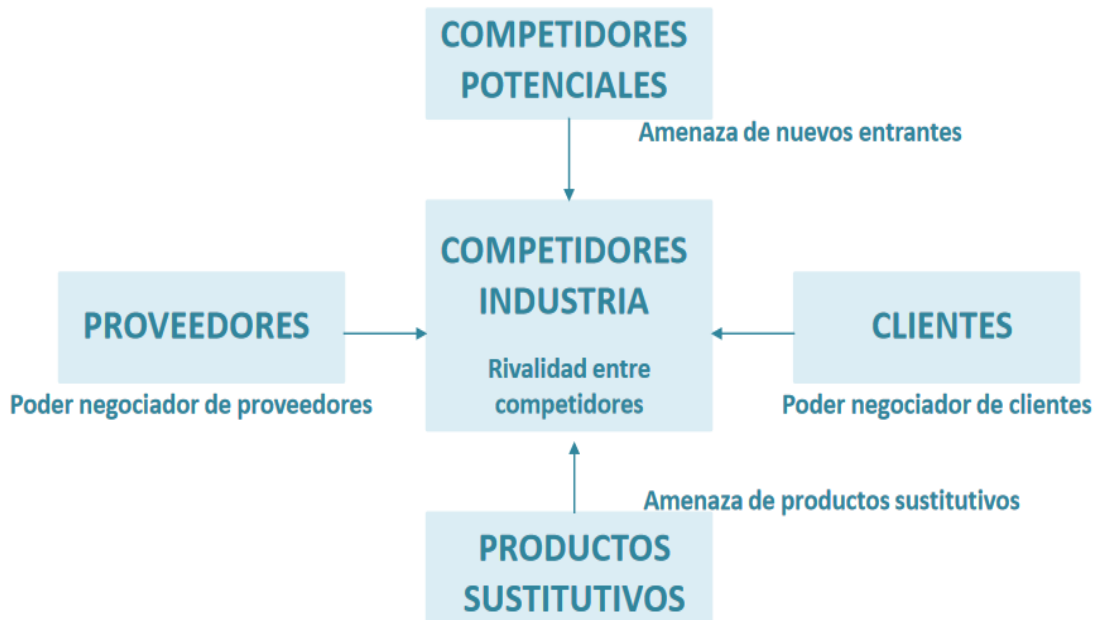 COMPETIDORES
POTENCIALES
Amenaza de nuevos entrantes
COMPETIDORES
INDUSTRIA
Rivalidad entre
competidores
PROVEEDORES
Poder negociador de proveedores
CLIENTES
Poder negociador de clientes
Amenaza de productos sustitutivos
PRODUCTOS
SUSTITUTIVOS